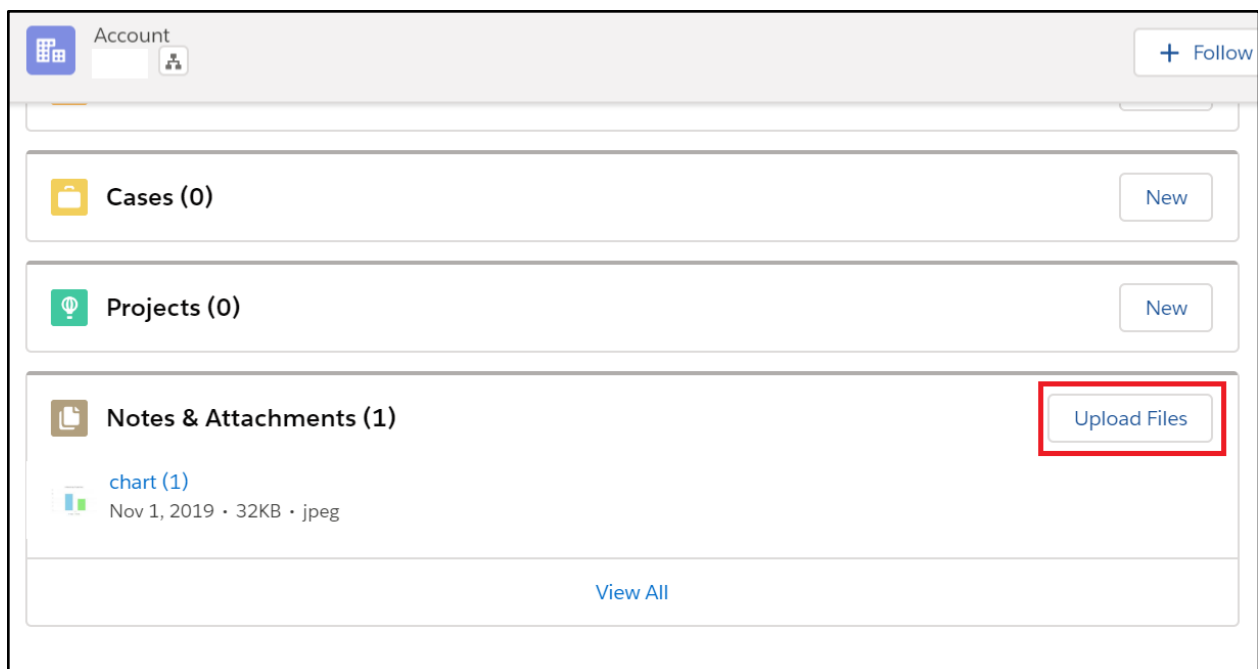 Account
+ Follow
Cases (0)
New
Projects (0)
New
Notes & Attachments (1)
Upload Files
chart (1)
Nov 1, 2019 • 32KB • jpeg
View All